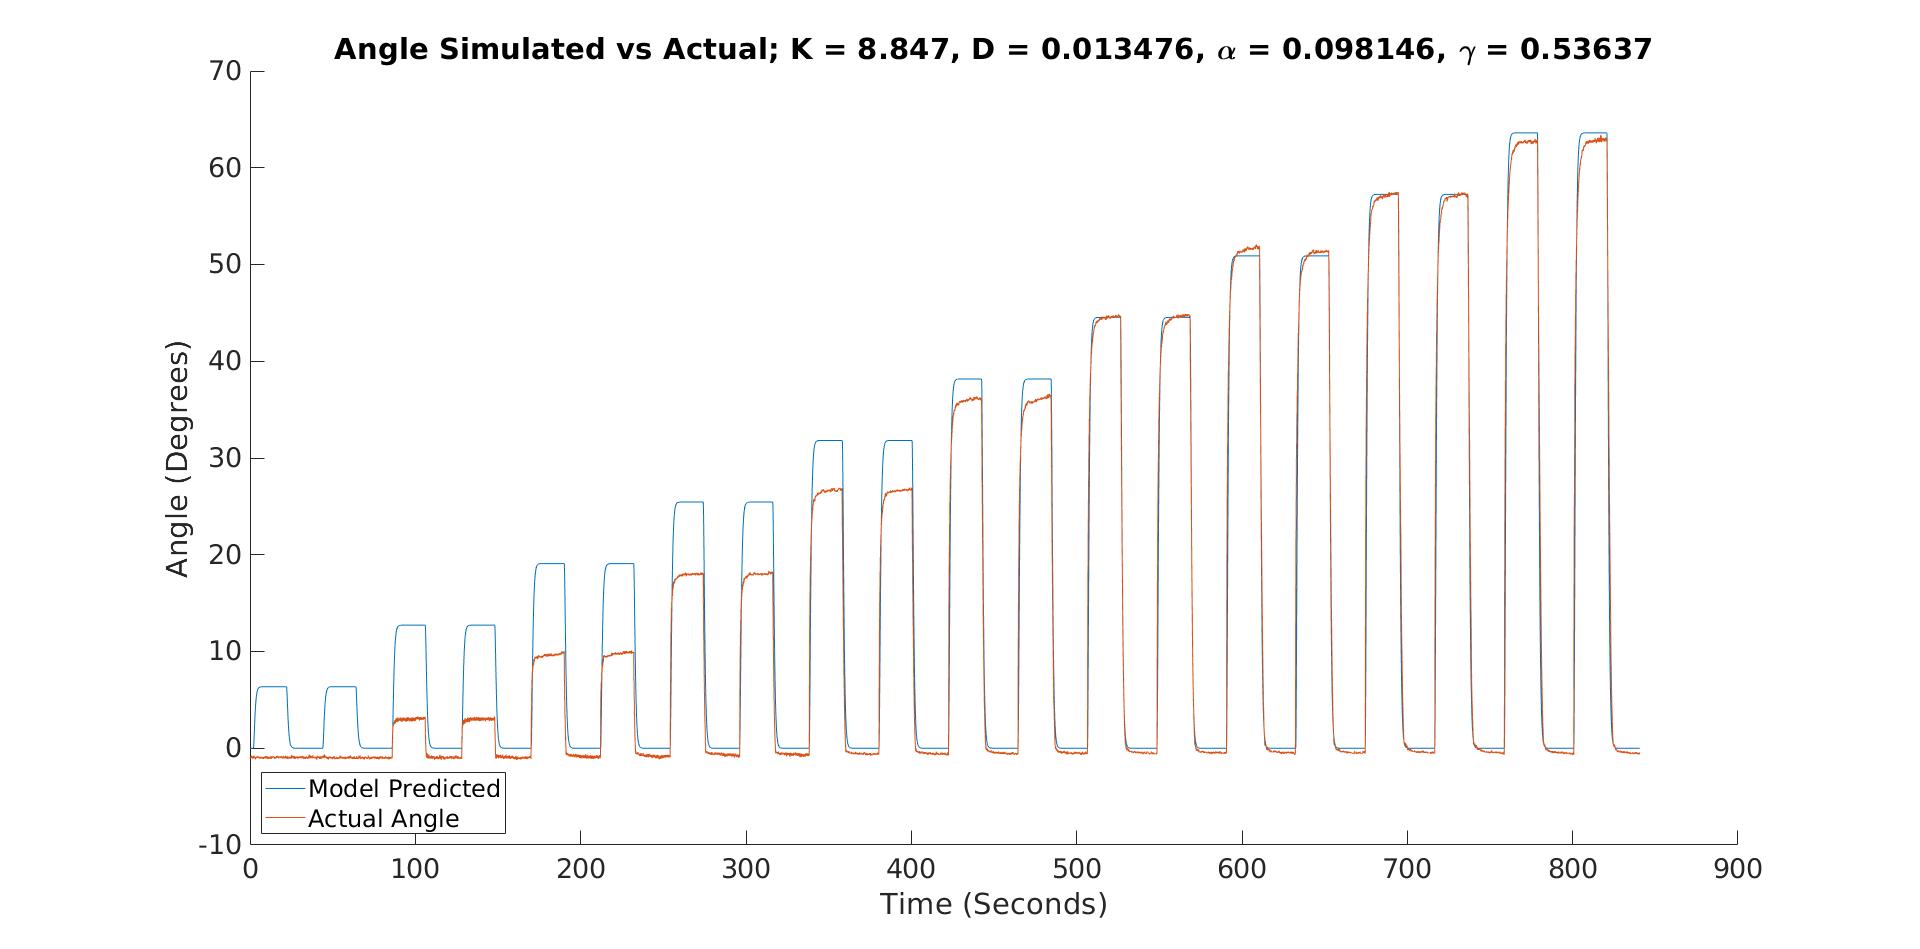 Angle Simulated vs Actual; K = 8.847, D = 0.013476, α = 0.098146, γ = 0.53637
70
60
50
40
30
20
10
0
-10
Angle (Degrees)
Model Predicted
Actual Angle
0 100 200 300 400 500 600 700 800 900
Time (Seconds)